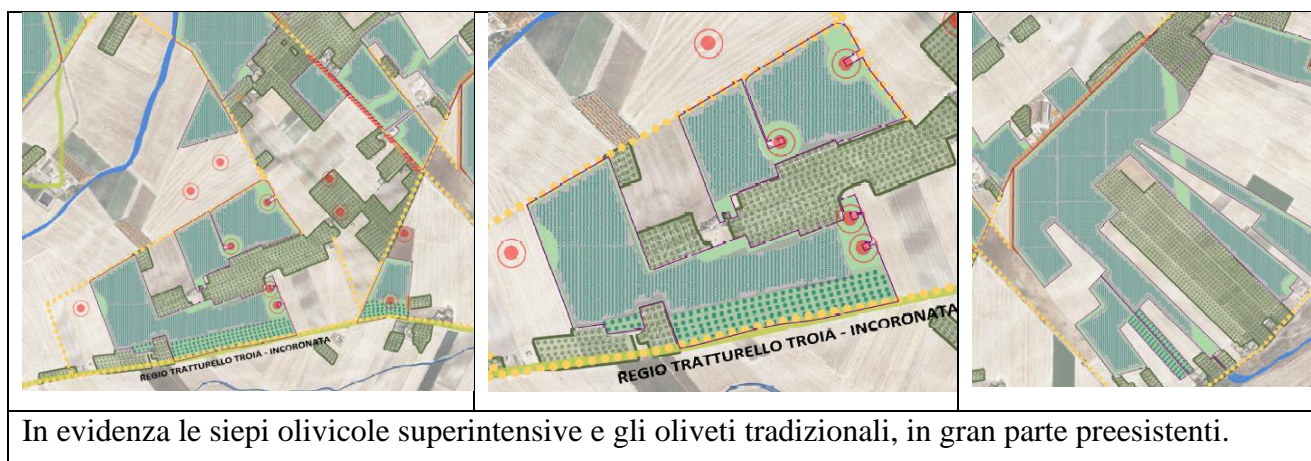 REGIO TRATTURELLO TROIA - INCORONATA
REGIO TRATTURELLO TROIA - INCORONATA
In evidenza le siepi olivicole superintensive e gli oliveti tradizionali, in gran parte preesistenti.